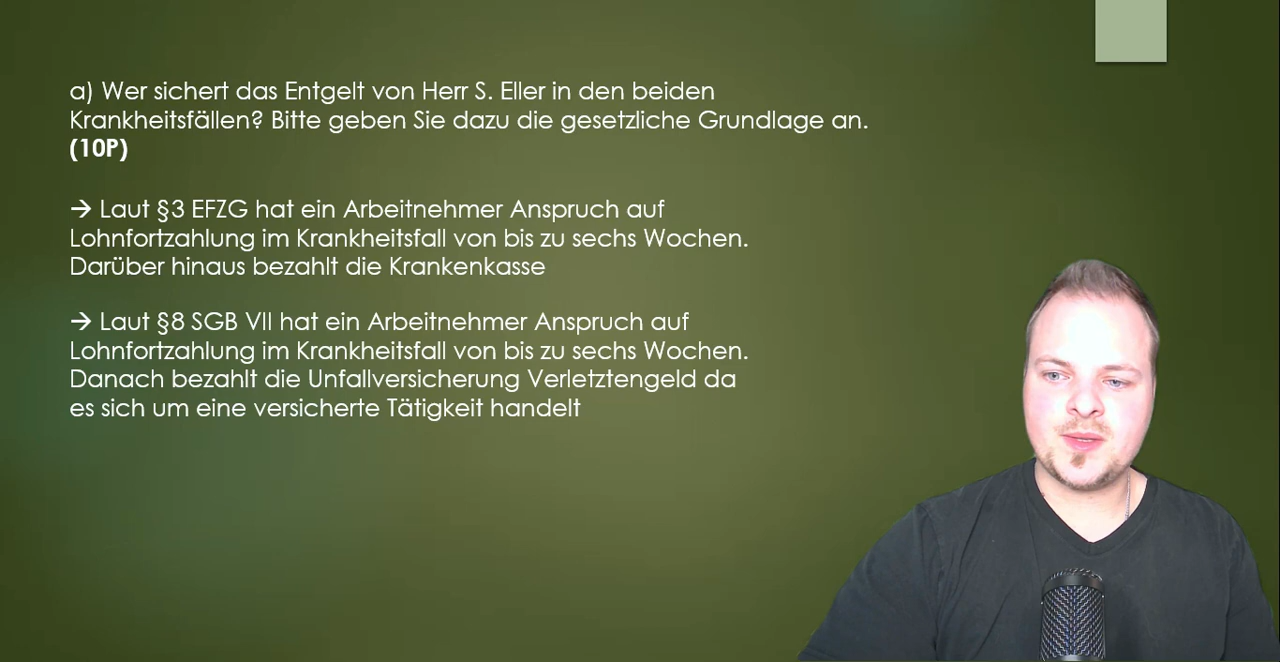 a) Wer sichert das Entgelt von Herr S. Eller in den beiden
Krankheitsfällen? Bitte geben Sie dazu die gesetzliche Grundlage an.
(10P)
→ Laut §3 EFZG hat ein Arbeitnehmer Anspruch auf
Lohnfortzahlung im Krankheitsfall von bis zu sechs Wochen.
Darüber hinaus bezahlt die Krankenkasse
→ Laut §8 SGB VII hat ein Arbeitnehmer Anspruch auf
Lohnfortzahlung im Krankheitsfall von bis zu sechs Wochen.
Danach bezahlt die Unfallversicherung Verletztengeld da
es sich um eine versicherte Tätigkeit handelt